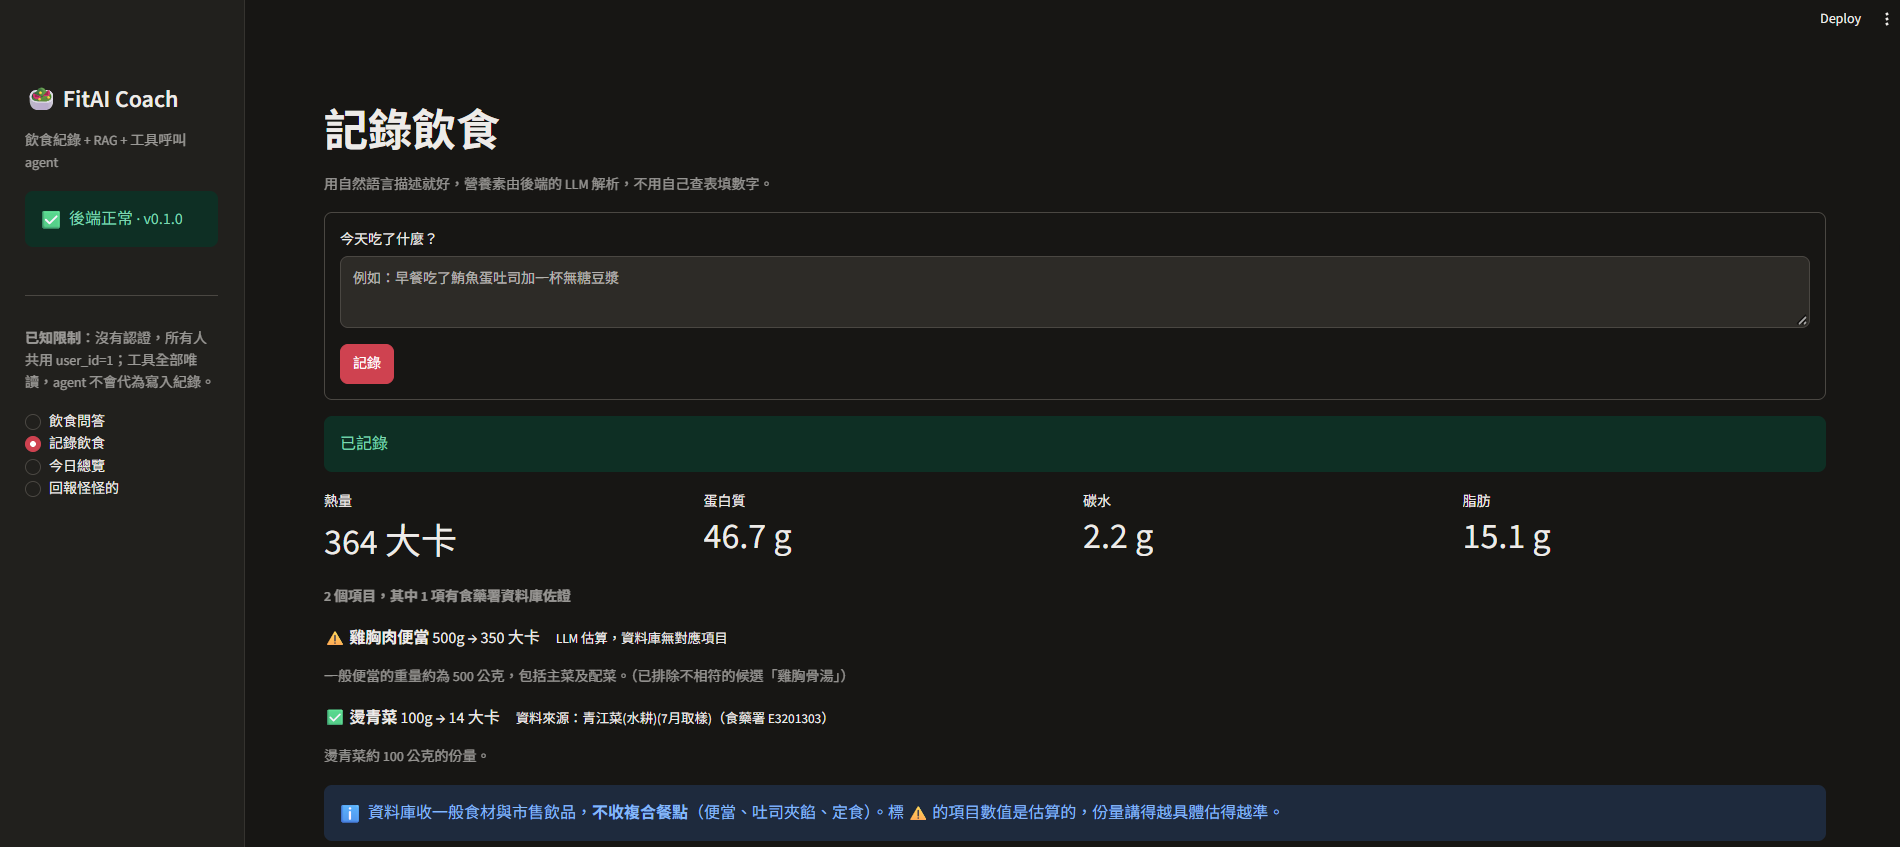 Deploy
FitAI Coach
飲食紀錄 + RAG + 工具呼叫
agent
後端正常 · v0.1.0
已知限制：沒有認證，所有人
共用 user_id=1；工具全部唯
讀，agent 不會代為寫入紀錄。
飲食問答
記錄飲食
今日總覽
回報怪怪的
記錄飲食
用自然語言描述就好，營養素由後端的 LLM 解析，不用自己查表填數字。
今天吃了什麼？
例如：早餐吃了鮪魚蛋吐司加一杯無糖豆漿
記錄
已記錄
熱量 蛋白質 碳水 脂肪
364 大卡 46.7 g 2.2 g 15.1 g
2 個項目，其中 1 項有食藥署資料庫佐證
雞胸肉便當 500g → 350 大卡 LLM 估算，資料庫無對應項目
一般便當的重量約為 500 公克，包括主菜及配菜。（已排除不相符的候選「雞胸骨湯」）
燙青菜 100g → 14 大卡 資料來源：青江菜(水耕)(7月取樣)（食藥署 E3201303）
燙青菜約 100 公克的份量。
資料庫收一般食材與市售飲品，不收複合餐點（便當、吐司夾餡、定食）。標 ⚠️ 的項目數值是估算的，份量講得越具體估得越準。